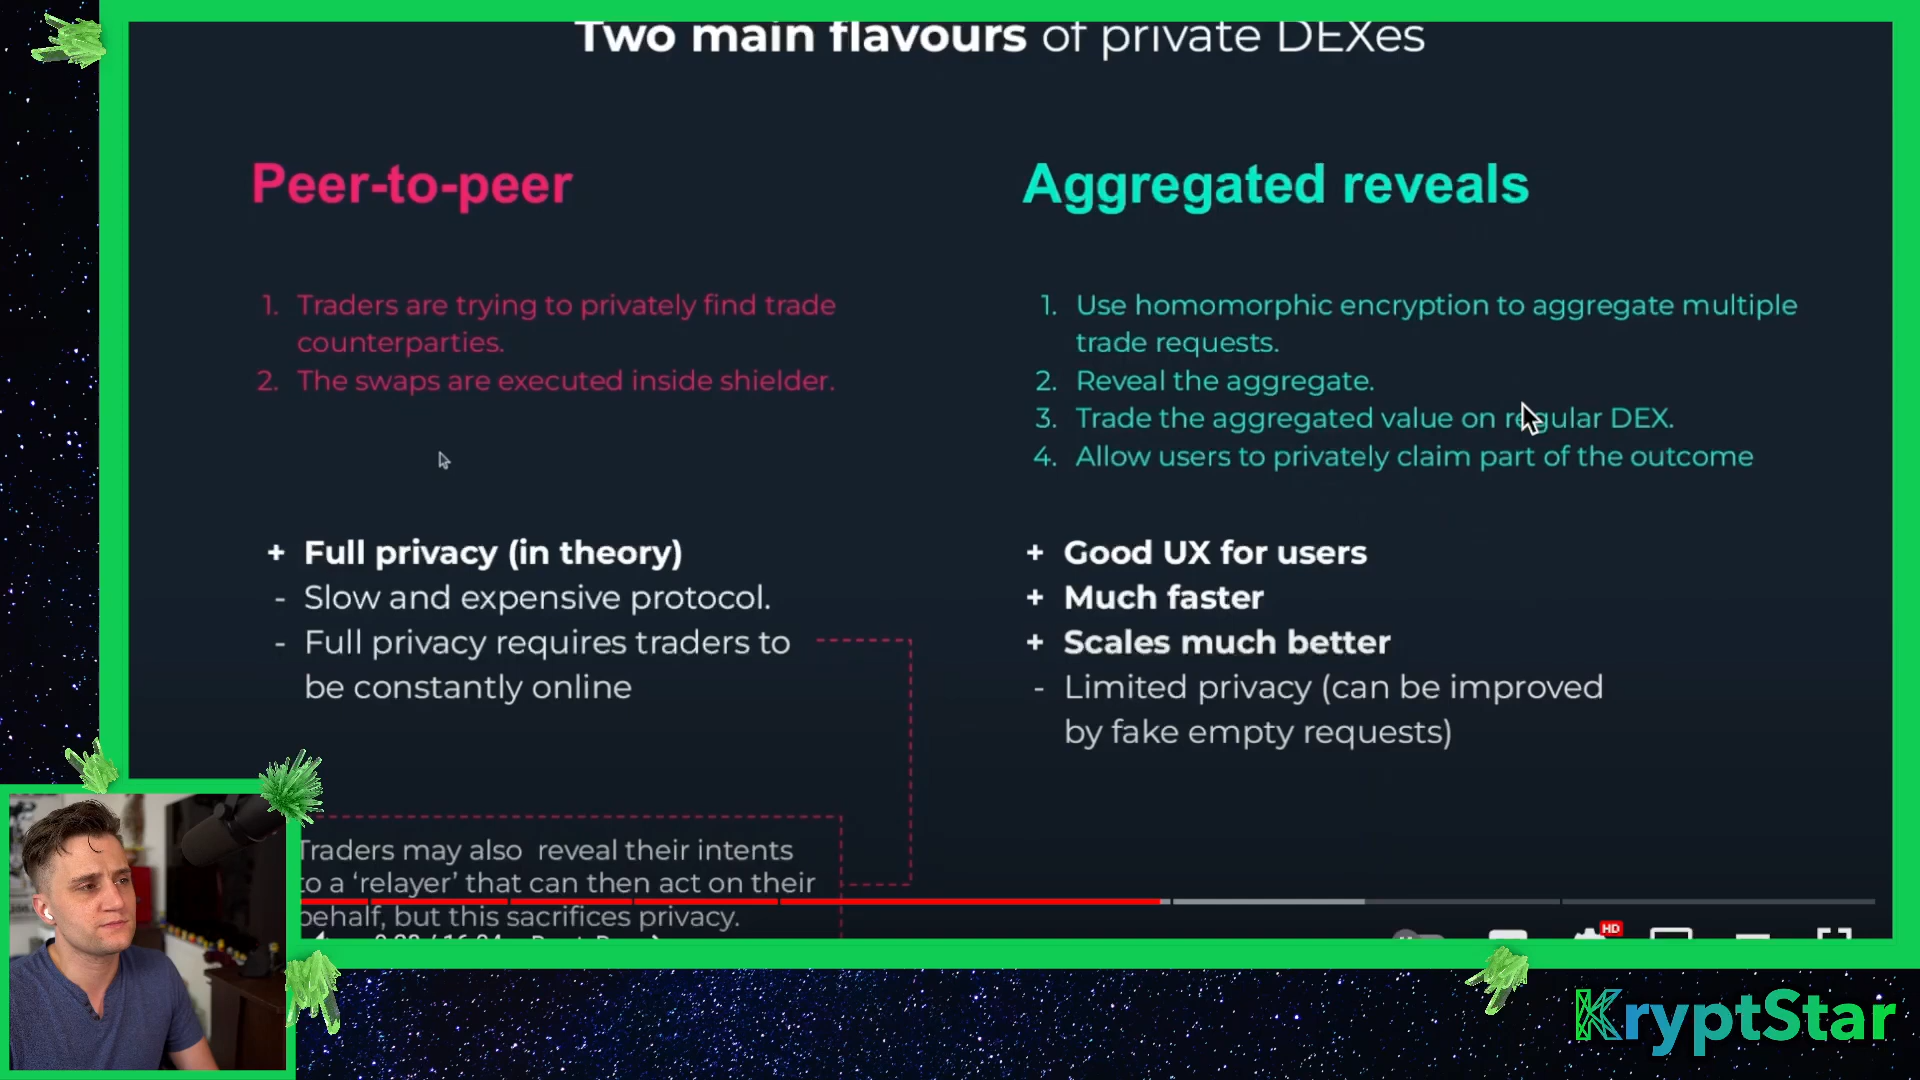 Two main flavours of private DEXes
Peer-to-peer
1. Traders are trying to privately find trade
counterparties.
2. The swaps are executed inside shielder.
+ Full privacy (in theory)
- Slow and expensive protocol.
- Full privacy requires traders to
be constantly online
Traders may also reveal their intents
to a ‘relayer’ that can then act on their
behalf, but this sacrifices privacy.
Aggregated reveals
1. Use homomorphic encryption to aggregate multiple
trade requests.
2. Reveal the aggregate.
3. Trade the aggregated value on regular DEX.
4. Allow users to privately claim part of the outcome
+ Good UX for users
+ Much faster
+ Scales much better
- Limited privacy (can be improved
by fake empty requests)
HD
KryptStar